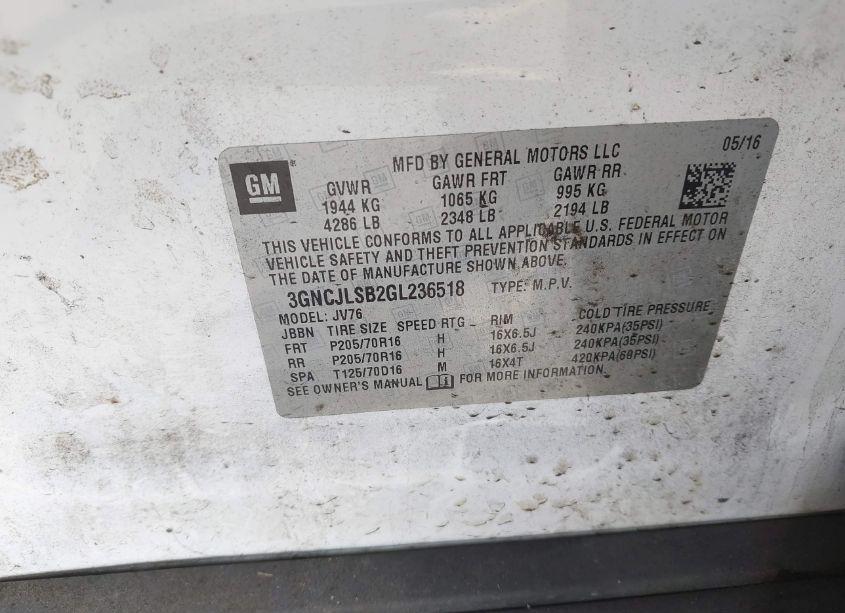 GM
MFD BY GENERAL MOTORS LLC 05/16
GVWR GAWR FRT GAWR RR
1944 KG 1065 KG 995 KG
4286 LB 2348 LB 2194 LB
THIS VEHICLE CONFORMS TO ALL APPLICABLE U.S. FEDERAL MOTOR
VEHICLE SAFETY AND THEFT PREVENTION STANDARDS IN EFFECT ON
THE DATE OF MANUFACTURE SHOWN ABOVE.
3GNCJLSB2GL236518 TYPE: M.P.V.
MODEL: JV76
JBBN TIRE SIZE SPEED RTG RIM COLD TIRE PRESSURE
FRT P205/70R16 H 16X6.5J 240KPA(35PSI)
RR P205/70R16 H 16X6.5J 240KPA(35PSI)
SPA T125/70D16 M 16X4T 420KPA(60PSI)
SEE OWNER'S MANUAL FOR MORE INFORMATION.